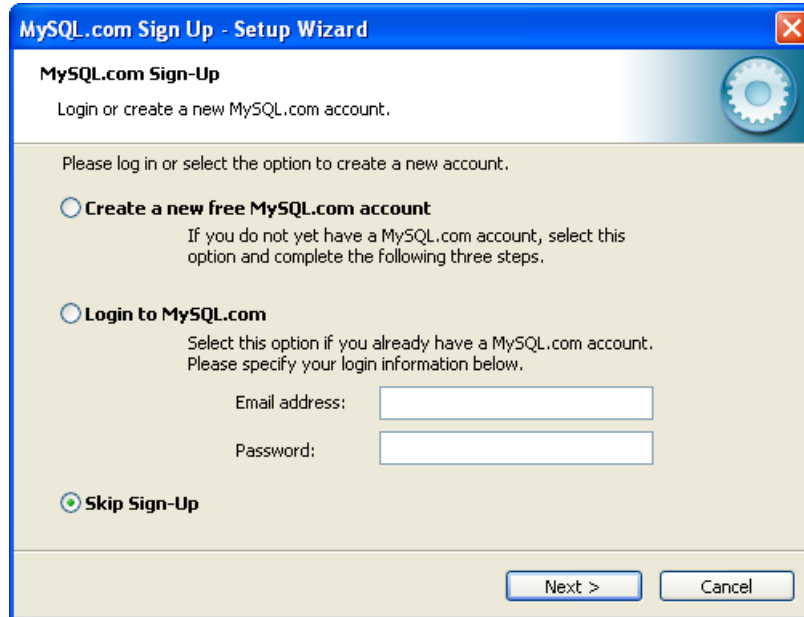 MySQL.com Sign Up - Setup Wizard
MySQL.com Sign-Up
Login or create a new MySQL.com account.
Please log in or select the option to create a new account.
Create a new free MySQL.com account
If you do not yet have a MySQL.com account, select this
option and complete the following three steps.
Login to MySQL.com
Select this option if you already have a MySQL.com account.
Please specify your login information below.
Email address:
Password:
Skip Sign-Up
Next >
Cancel